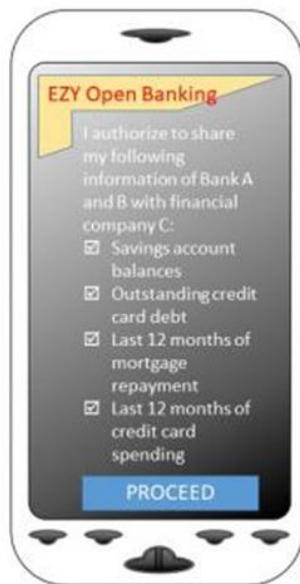 EZY Open Banking
I authorize to share
my following
information of Bank A
and B with financial
company C:
☑ Savings account
balances
☑ Outstanding credit
card debt
☑ Last 12 months of
mortgage
repayment
☑ Last 12 months of
credit card
spending
PROCEED